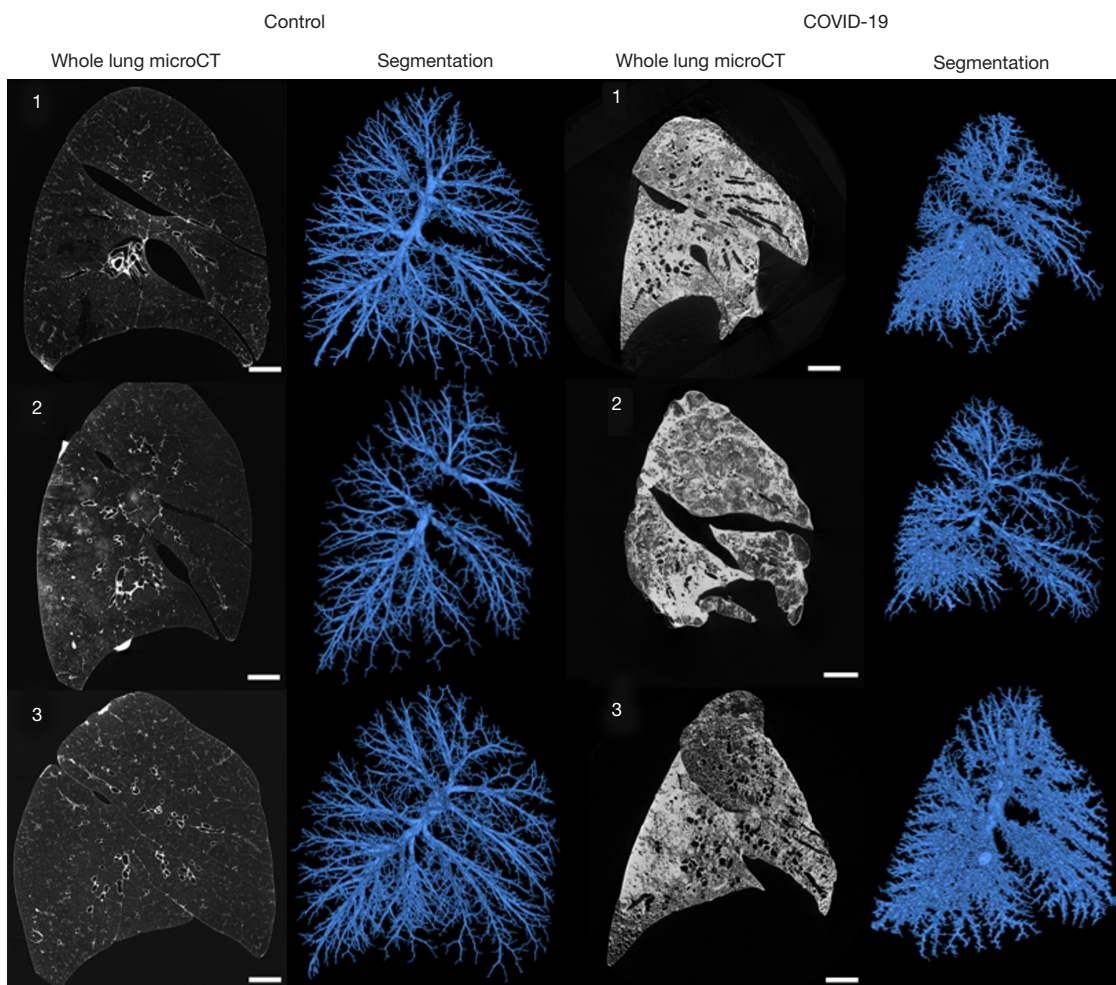 Control
COVID-19
Whole lung microCT
Segmentation
Whole lung microCT
Segmentation
1
1
2
2
3
3